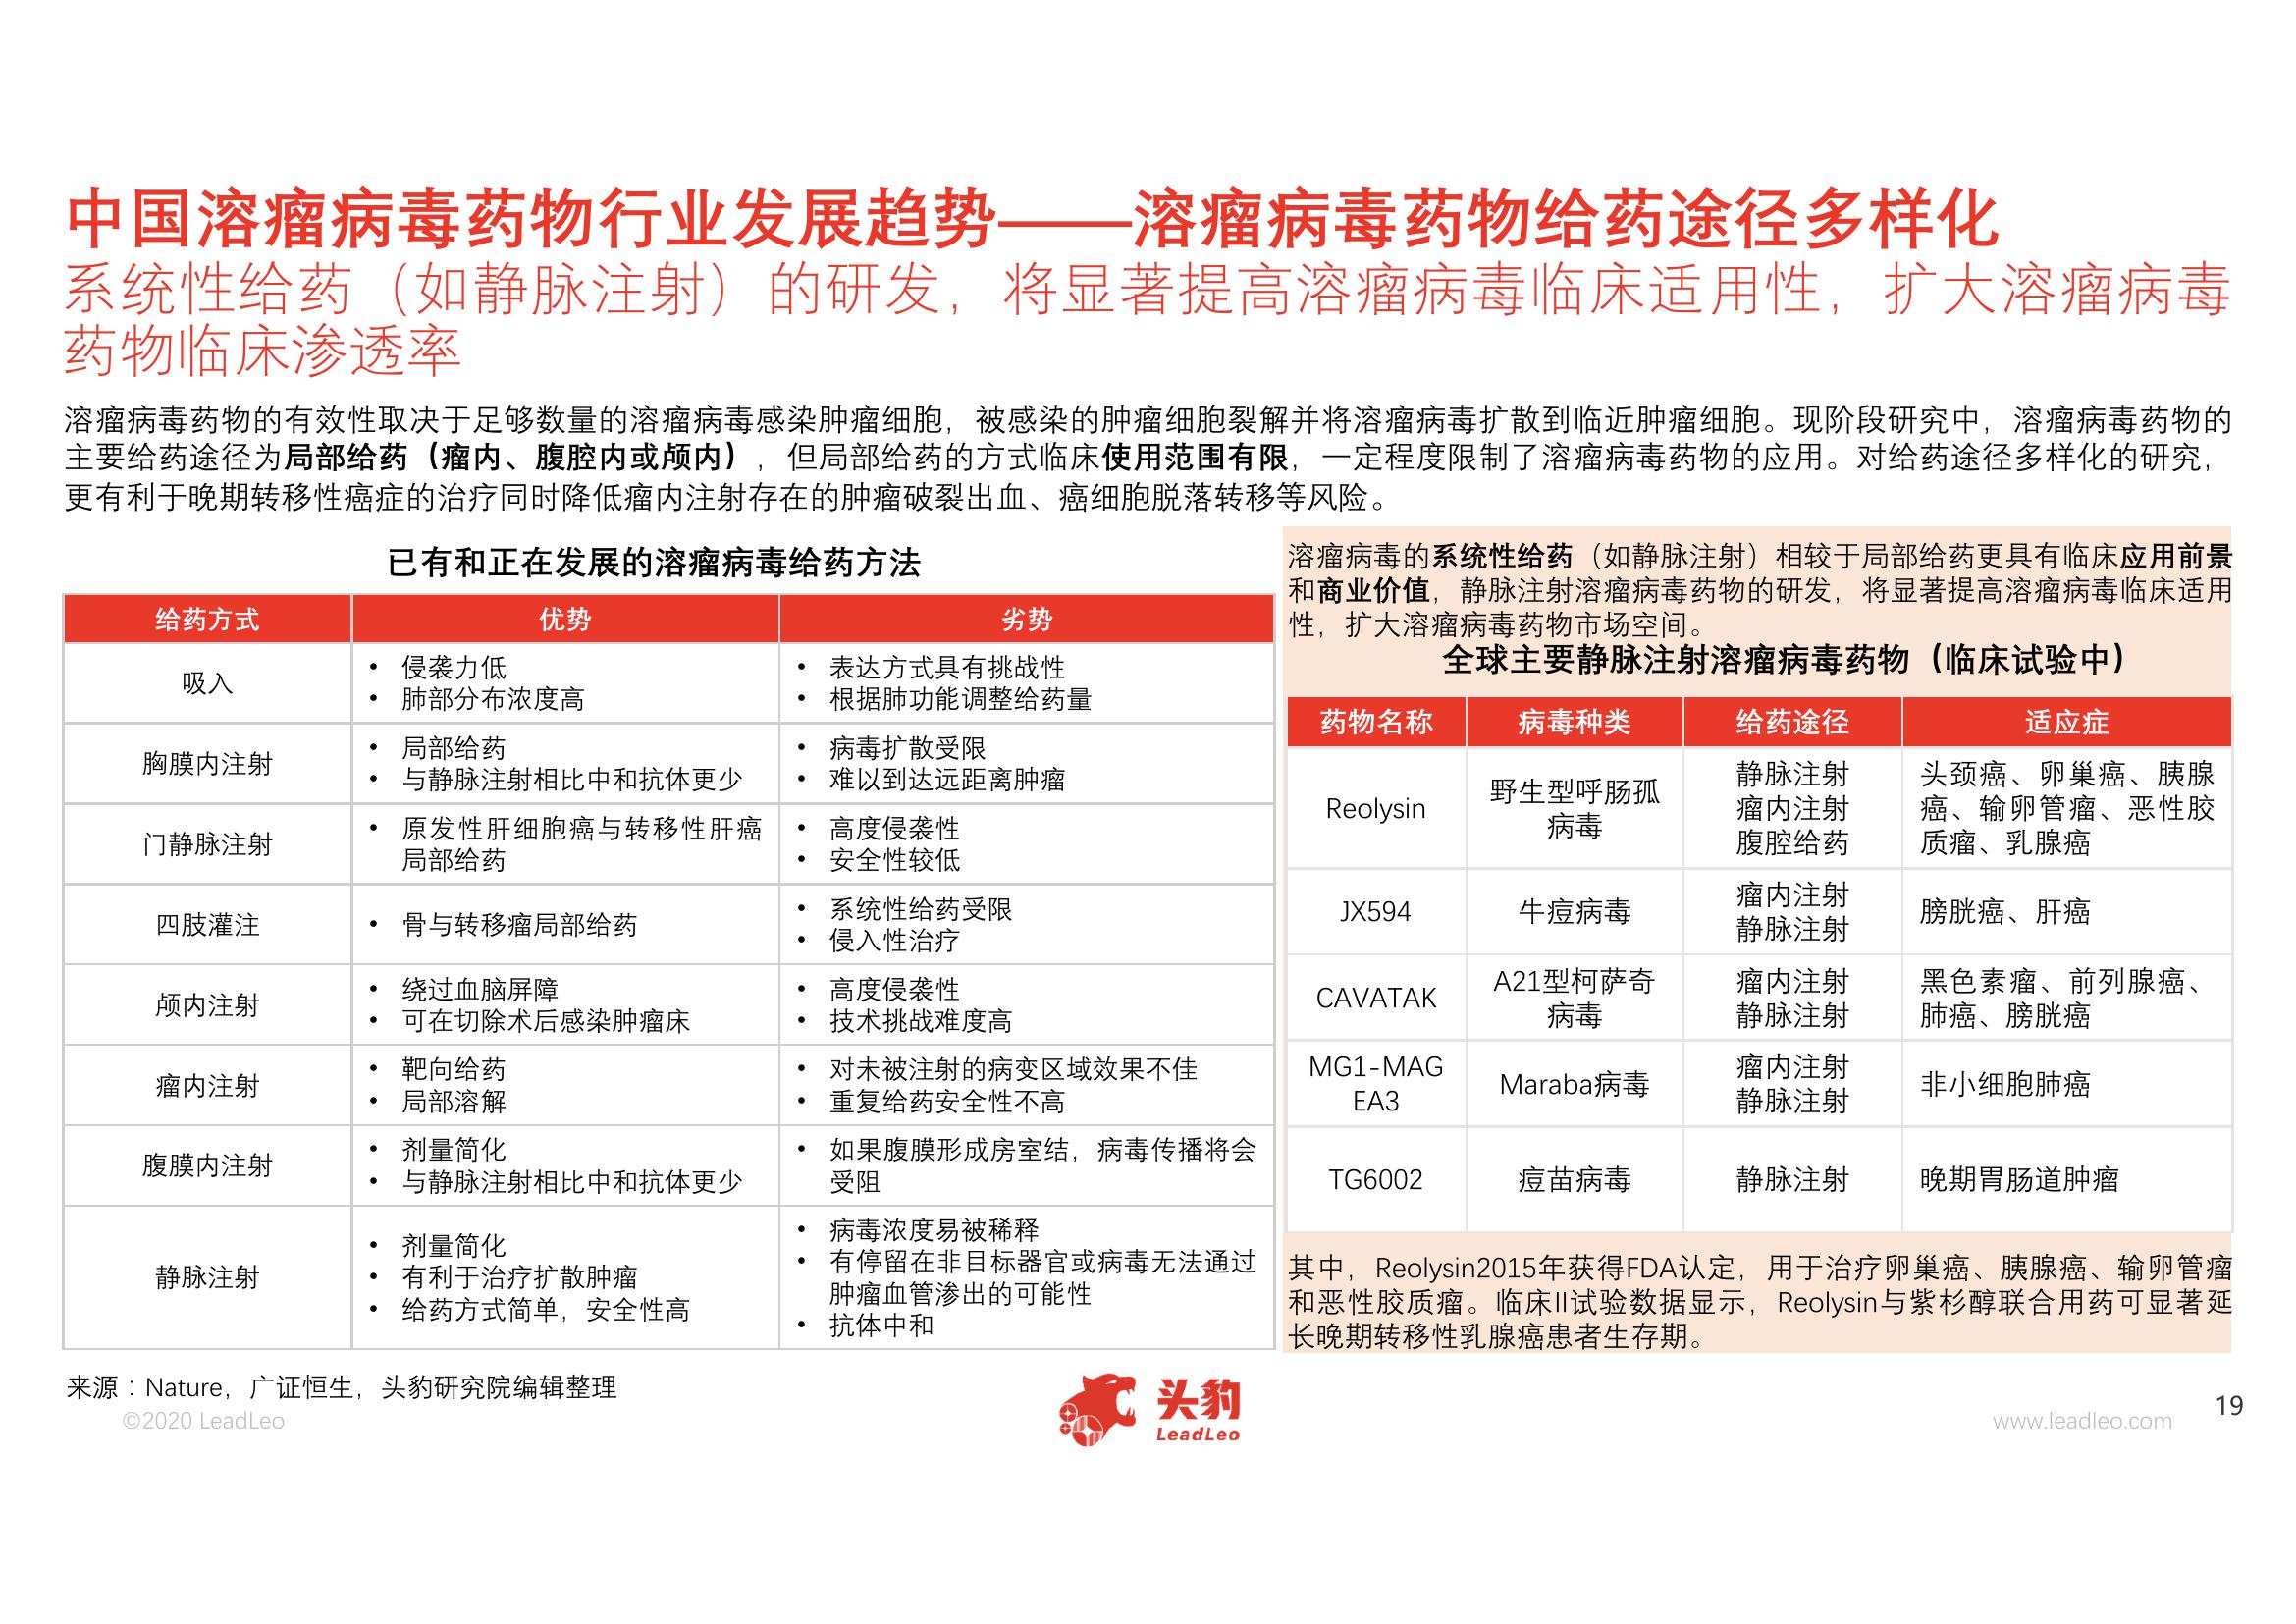 中国溶瘤病毒药物行业发展趋势——溶瘤病毒药物给药途径多样化
系统性给药（如静脉注射）的研发，将显著提高溶瘤病毒临床适用性，扩大溶瘤病毒
药物临床渗透率
溶瘤病毒药物的有效性取决于足够数量的溶瘤病毒感染肿瘤细胞，被感染的肿瘤细胞裂解并将溶瘤病毒扩散到临近肿瘤细胞。现阶段研究中，溶瘤病毒药物的
主要给药途径为局部给药（瘤内、腹腔内或颅内），但局部给药的方式临床使用范围有限，一定程度限制了溶瘤病毒药物的应用。对给药途径多样化的研究，
更有利于晚期转移性癌症的治疗同时降低瘤内注射存在的肿瘤破裂出血、癌细胞脱落转移等风险。
已有和正在发展的溶瘤病毒给药方法
给药方式 优势 劣势
吸入
• 侵袭力低
• 肺部分布浓度高
• 表达方式具有挑战性
• 根据肺功能调整给药量
胸膜内注射
• 局部给药
• 与静脉注射相比中和抗体更少
• 病毒扩散受限
• 难以到达远距离肿瘤
门静脉注射
• 原发性肝细胞癌与转移性肝癌
局部给药
• 高度侵袭性
• 安全性较低
四肢灌注
• 骨与转移瘤局部给药
• 系统性给药受限
• 侵入性治疗
颅内注射
• 绕过血脑屏障
• 可在切除术后感染肿瘤床
• 高度侵袭性
• 技术挑战难度高
瘤内注射
• 靶向给药
• 局部溶解
• 对未被注射的病变区域效果不佳
• 重复给药安全性不高
腹膜内注射
• 剂量简化
• 与静脉注射相比中和抗体更少
• 如果腹膜形成房室结，病毒传播将会
受阻
静脉注射
• 剂量简化
• 有利于治疗扩散肿瘤
• 给药方式简单，安全性高
• 病毒浓度易被稀释
• 有停留在非目标器官或病毒无法通过
肿瘤血管渗出的可能性
• 抗体中和
溶瘤病毒的系统性给药（如静脉注射）相较于局部给药更具有临床应用前景
和商业价值，静脉注射溶瘤病毒药物的研发，将显著提高溶瘤病毒临床适用
性，扩大溶瘤病毒药物市场空间。
全球主要静脉注射溶瘤病毒药物（临床试验中）
药物名称 病毒种类 给药途径 适应症
Reolysin
野生型呼肠孤
病毒
静脉注射
瘤内注射
腹腔给药
头颈癌、卵巢癌、胰腺
癌、输卵管瘤、恶性胶
质瘤、乳腺癌
JX594
牛痘病毒
瘤内注射
静脉注射
膀胱癌、肝癌
CAVATAK
A21型柯萨奇
病毒
瘤内注射
静脉注射
黑色素瘤、前列腺癌、
肺癌、膀胱癌
MG1-MAG
EA3
Maraba病毒
瘤内注射
静脉注射
非小细胞肺癌
TG6002
痘苗病毒
静脉注射
晚期胃肠道肿瘤
其中，Reolysin2015年获得FDA认定，用于治疗卵巢癌、胰腺癌、输卵管瘤
和恶性胶质瘤。临床II试验数据显示，Reolysin与紫杉醇联合用药可显著延
长晚期转移性乳腺癌患者生存期。
来源：Nature，广证恒生，头豹研究院编辑整理
©2020 LeadLeo
头豹
LeadLeo
www.leadleo.com
19